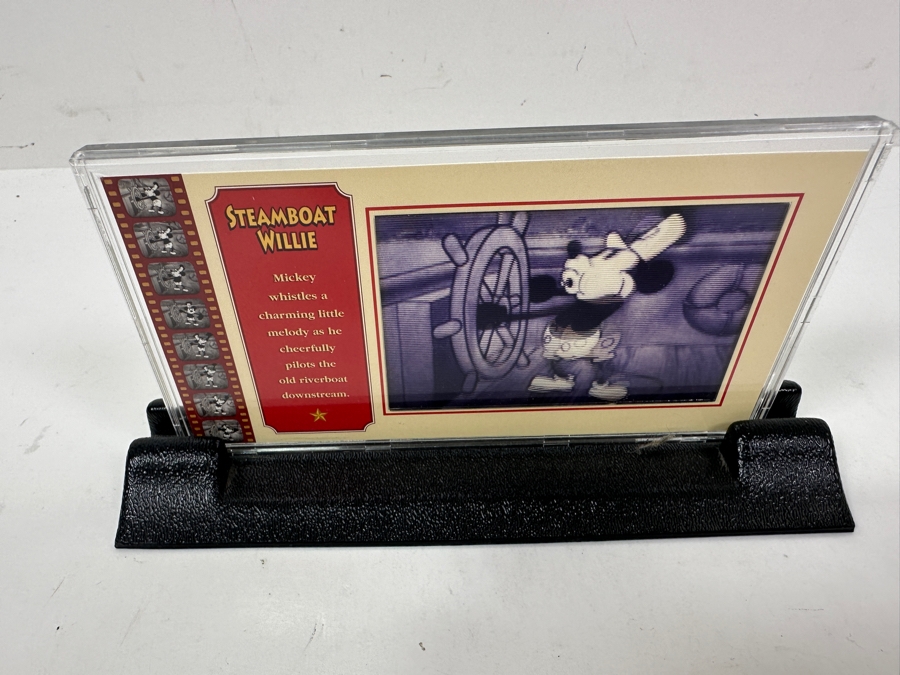 STEAMBOAT
WILLIE
Mickey
whistles a
charming little
melody as he
cheerfully
pilots the
old riverboat
downstream.